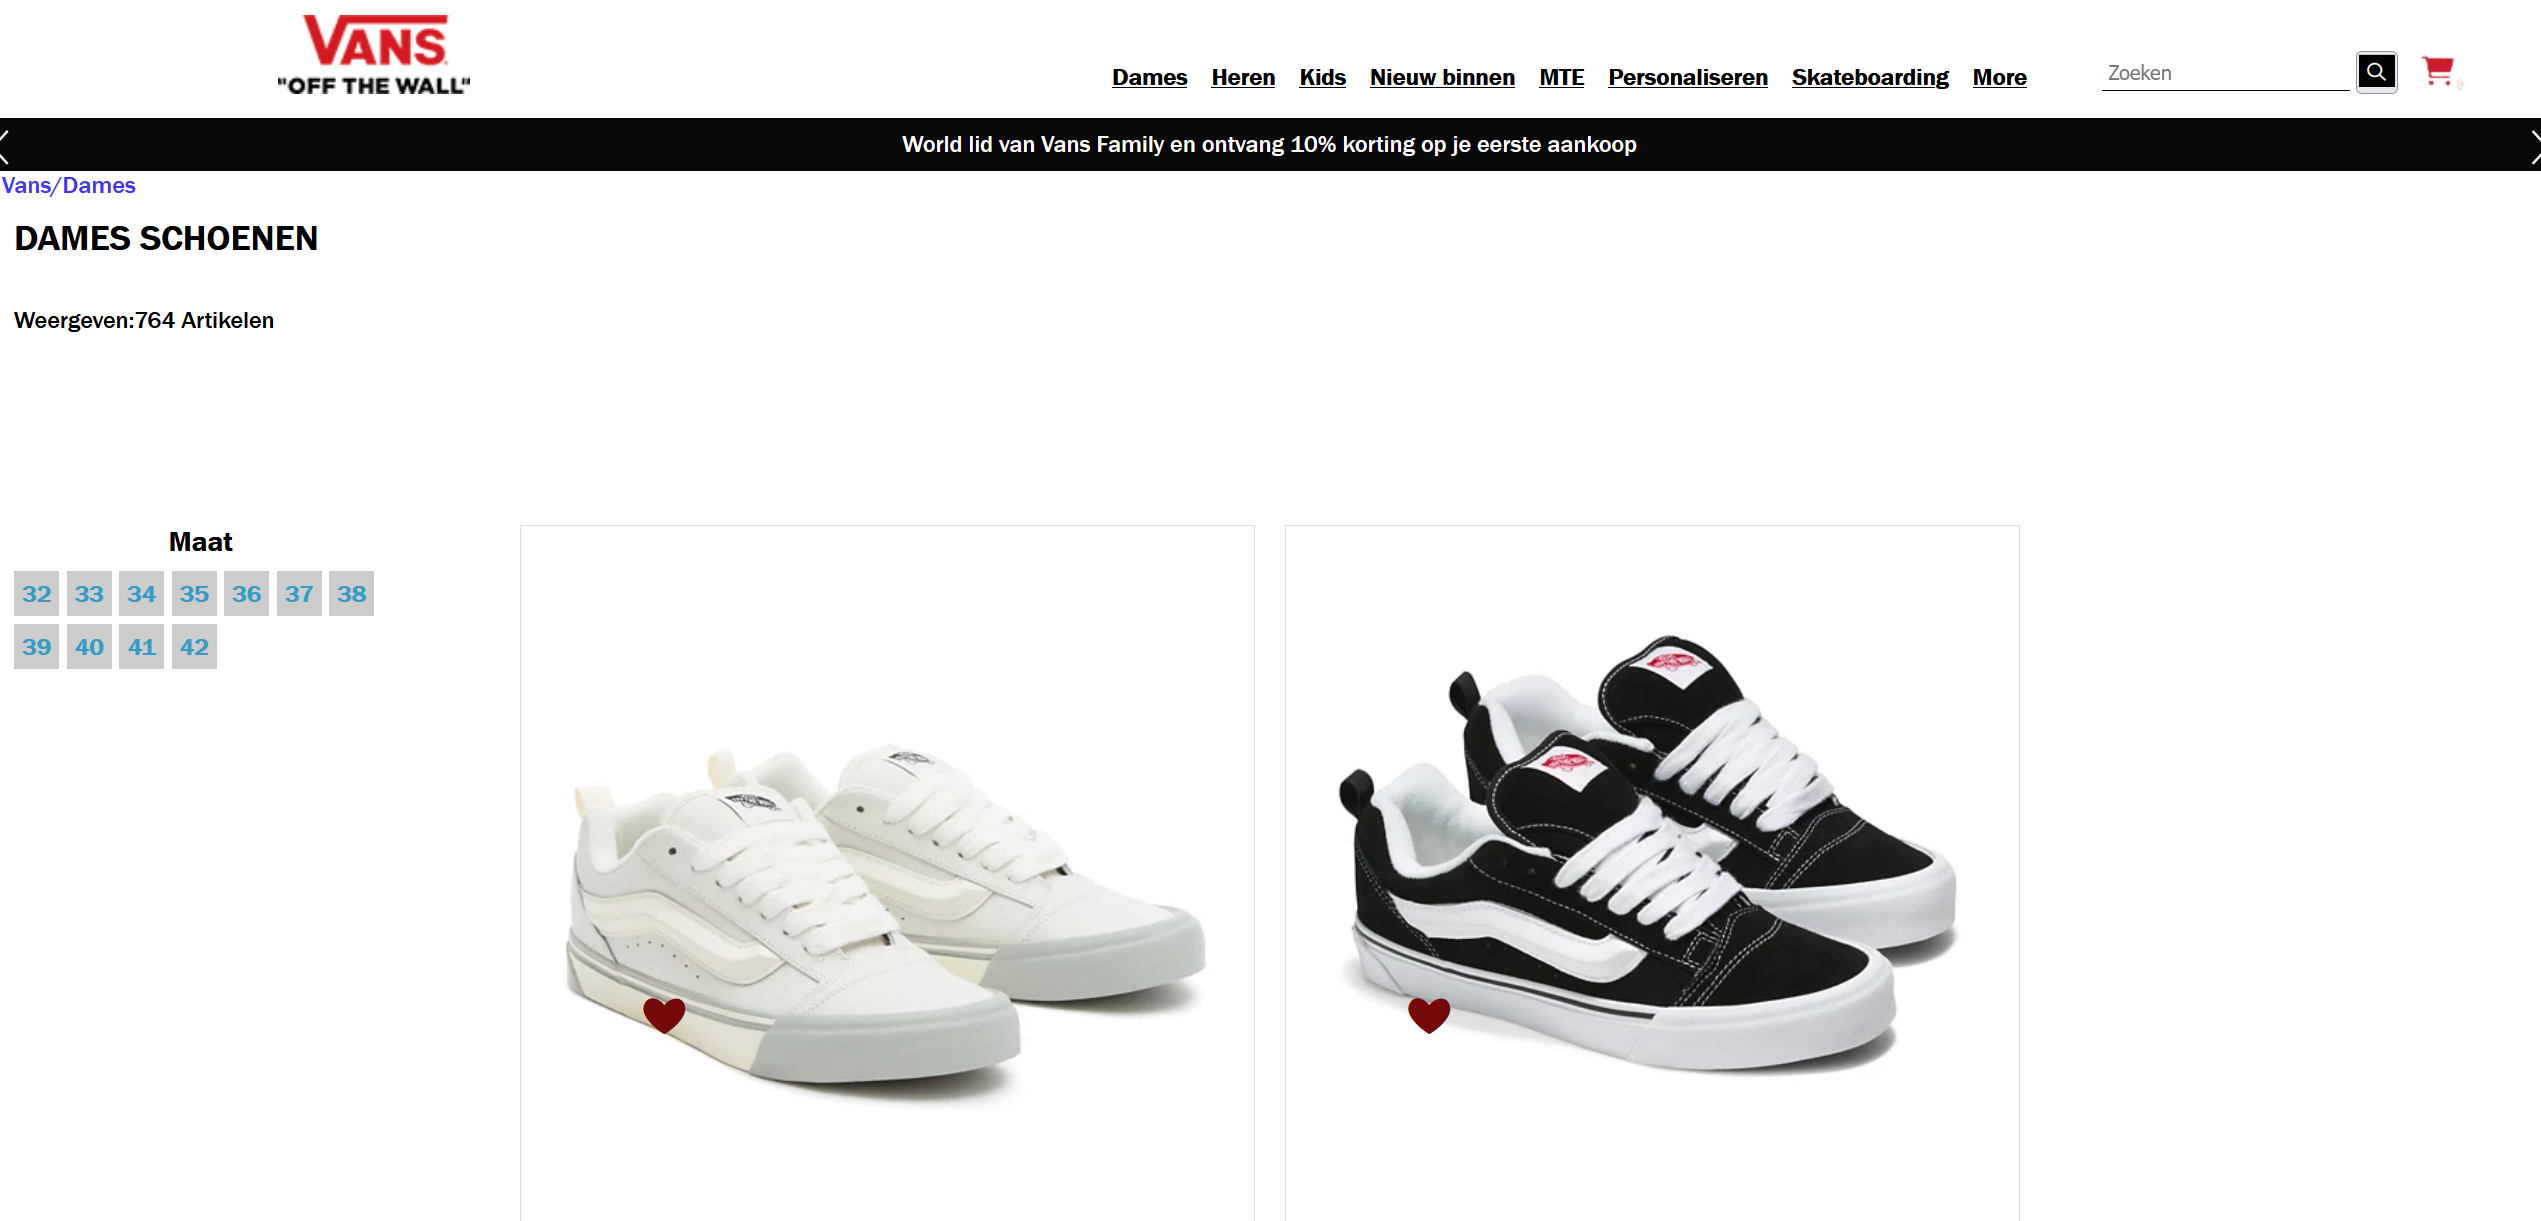 VANS
"OFF THE WALL"
Dames Heren Kids Nieuw binnen MTE Personaliseren Skateboarding More
Zoeken
World lid van Vans Family en ontvang 10% korting op je eerste aankoop
Vans/Dames
DAMES SCHOENEN
Weergeven:764 Artikelen
Maat
32 33 34 35 36 37 38
39 40 41 42